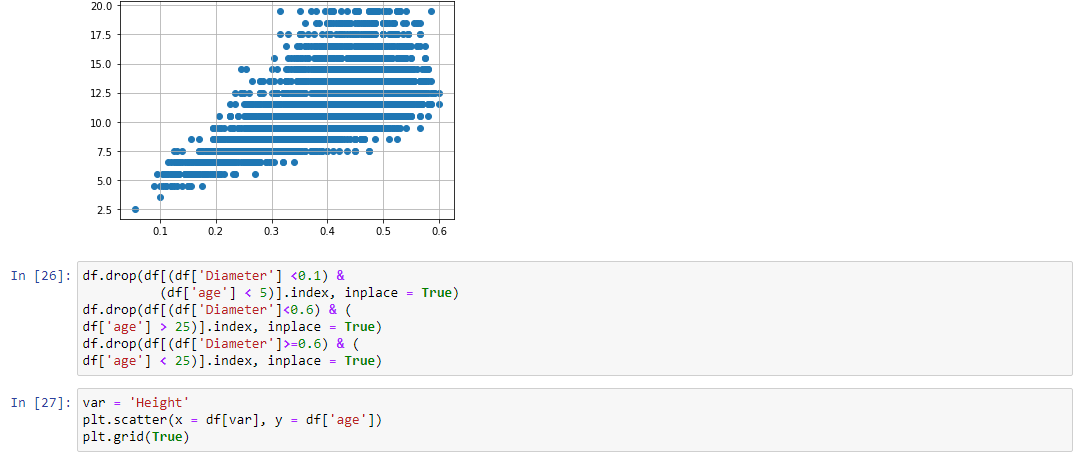 20.0
17.5
15.0
12.5
10.0
7.5
5.0
2.5
0.1 0.2 0.3 0.4 0.5 0.6
In [26]: df.drop(df[(df['Diameter'] <0.1) &
(df['age'] < 5)].index, inplace = True)
df.drop(df[(df['Diameter']<0.6) & (
df['age'] > 25)].index, inplace = True)
df.drop(df[(df['Diameter']>=0.6) & (
df['age'] < 25)].index, inplace = True)
In [27]: var = 'Height'
plt.scatter(x = df[var], y = df['age'])
plt.grid(True)